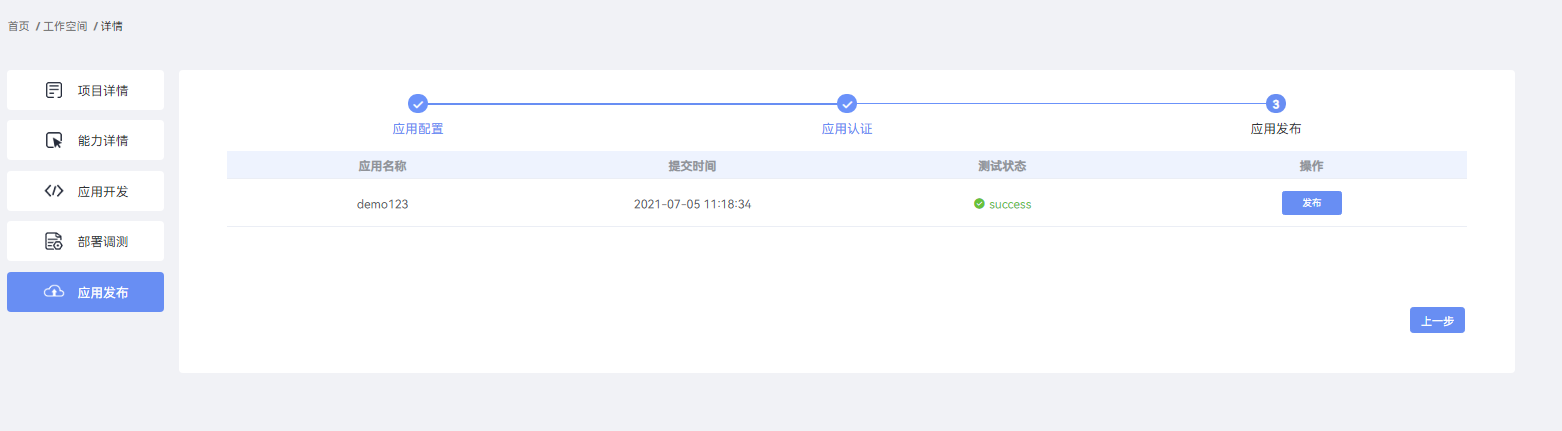 首页 / 工作空间 / 详情
项目详情
能力详情
应用开发
部署调测
应用发布
3
应用配置 应用认证 应用发布
应用名称 提交时间 测试状态 操作
demo123 2021-07-05 11:18:34 success 发布
上一步